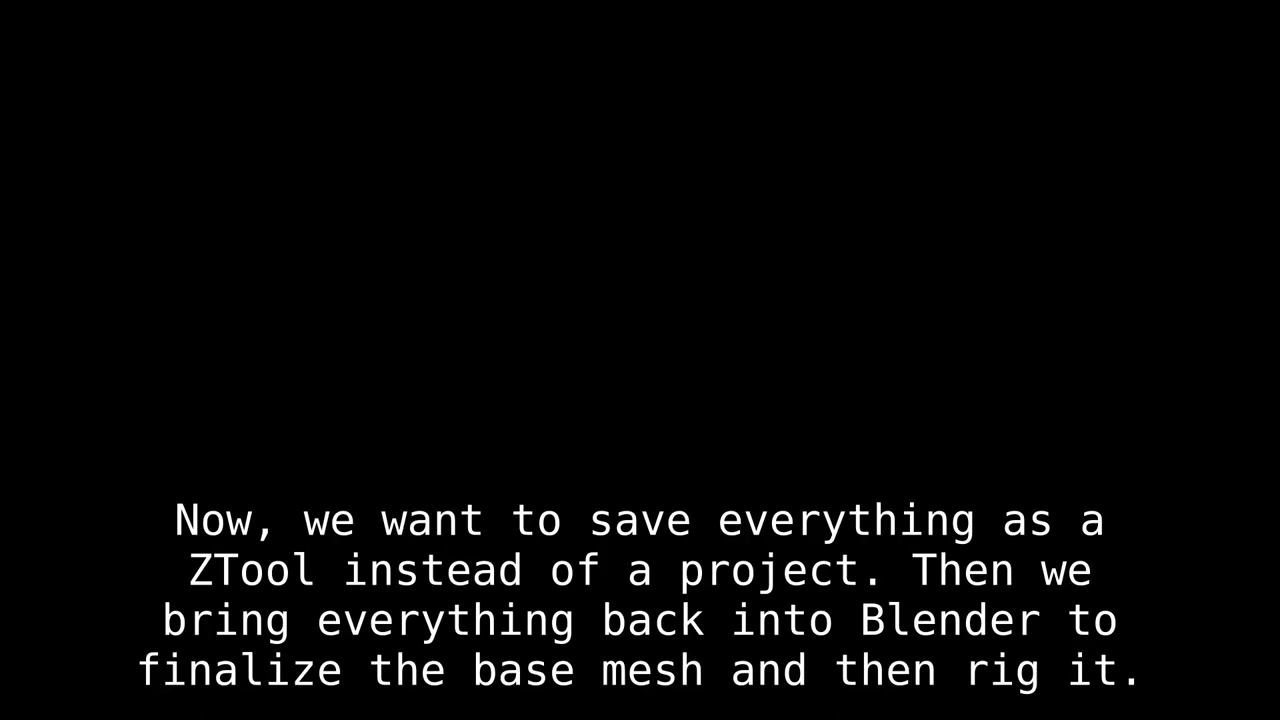 Now, we want to save everything as a
ZTool instead of a project. Then we
bring everything back into Blender to
finalize the base mesh and then rig it.